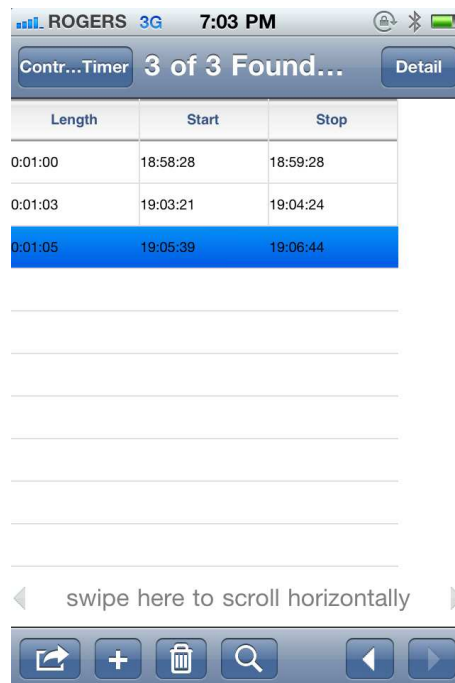 ROGERS 3G 7:03 PM
Contr...Timer 3 of 3 Found... Detail
Length Start Stop
0:01:00 18:58:28 18:59:28
0:01:03 19:03:21 19:04:24
0:01:05 19:05:39 19:06:44
swipe here to scroll horizontally